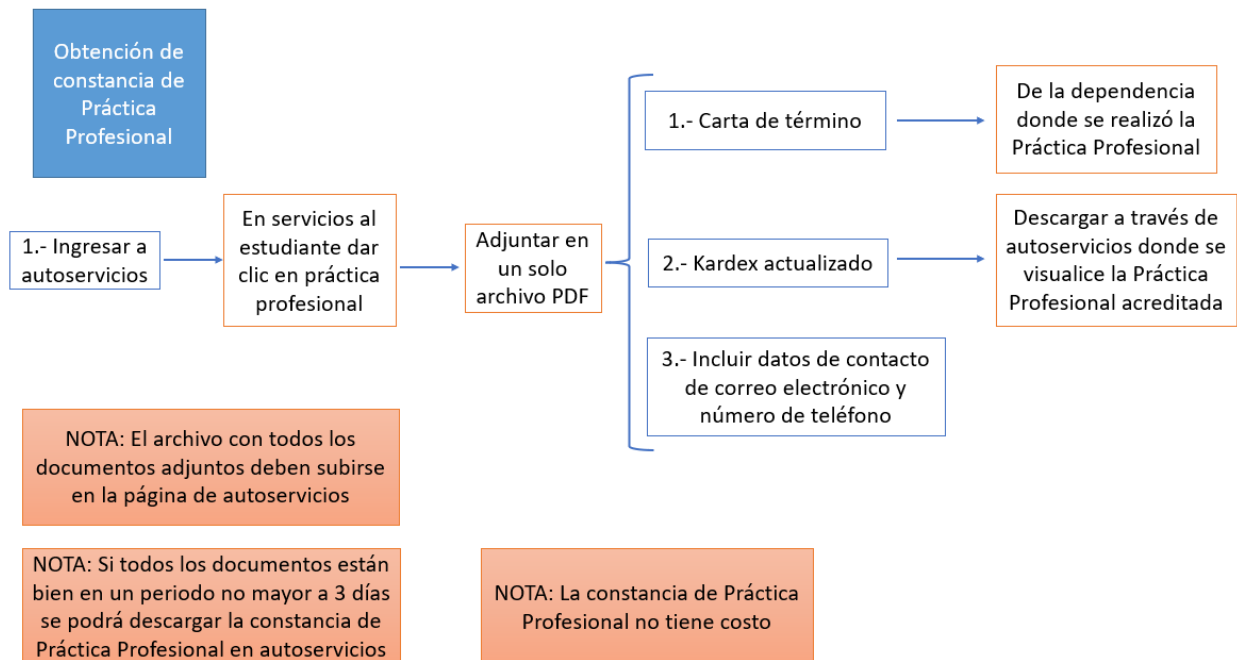 Obtención de
constancia de
Práctica
Profesional
1.- Ingresar a
autoservicios
En servicios al
estudiante dar
clic en práctica
profesional
Adjuntar en
un solo
archivo PDF
1.- Carta de término
De la dependencia
donde se realizó la
Práctica Profesional
2.- Kardex actualizado
Descargar a través de
autoservicios donde se
visualice la Práctica
Profesional acreditada
3.- Incluir datos de contacto
de correo electrónico y
número de teléfono
NOTA: El archivo con todos los
documentos adjuntos deben subirse
en la página de autoservicios
NOTA: Si todos los documentos están
bien en un periodo no mayor a 3 días
se podrá descargar la constancia de
Práctica Profesional en autoservicios
NOTA: La constancia de Práctica
Profesional no tiene costo